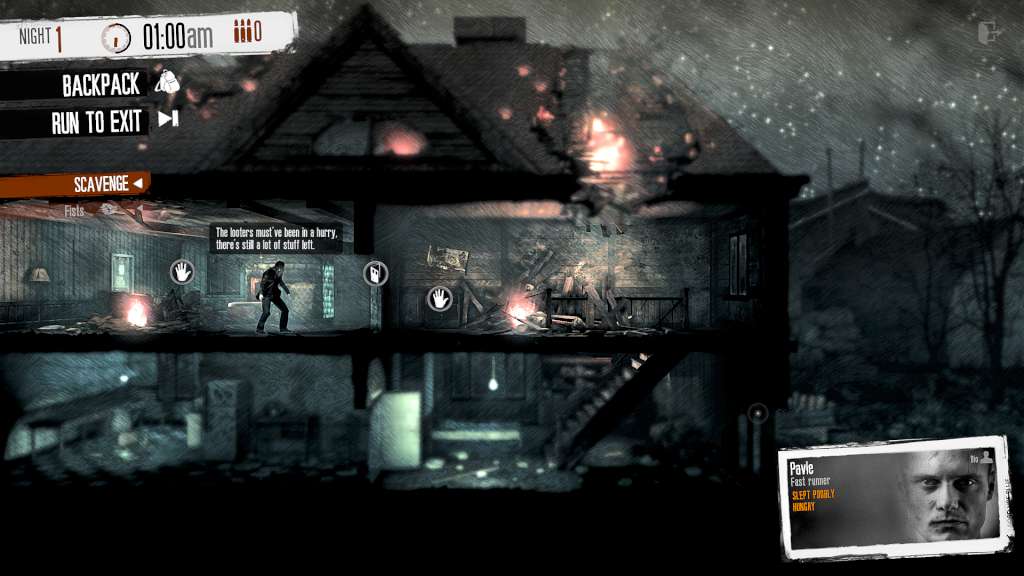 NIGHT 1
01:00am
0
BACKPACK
RUN TO EXIT
SCAVENGE
Fists
The looters must've been in a hurry,
there's still a lot of stuff left.
Pavle
Bio
Fast runner
SLEPT POORLY
HUNGRY